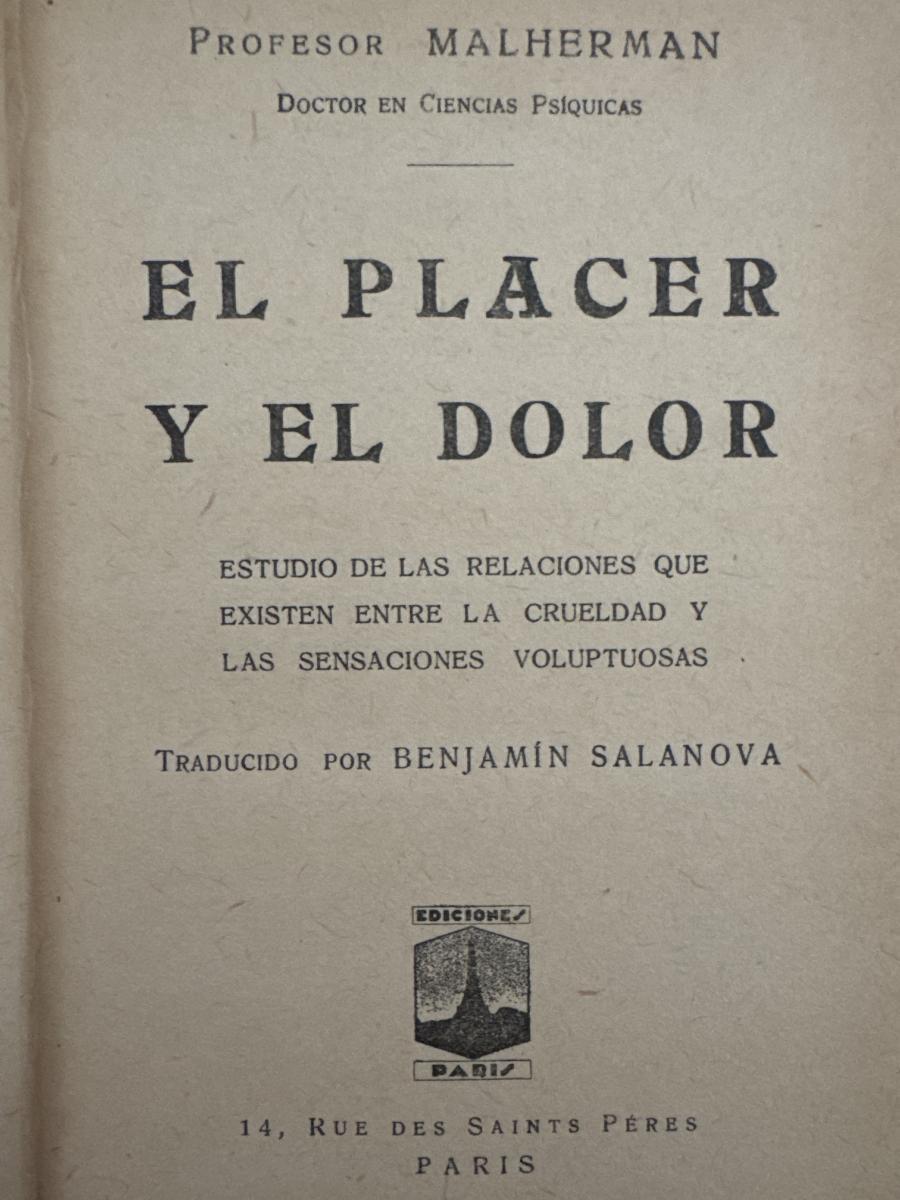 PROFESOR MALHERMAN
DOCTOR EN CIENCIAS PSÍQUICAS
EL PLACER
Y EL DOLOR
ESTUDIO DE LAS RELACIONES QUE
EXISTEN ENTRE LA CRUELDAD Y
LAS SENSACIONES VOLUPTUOSAS
TRADUCIDO POR BENJAMÍN SALANOVA
EDICIONES
PARIS
14, RUE DES SAINTS PÉRES
PARIS